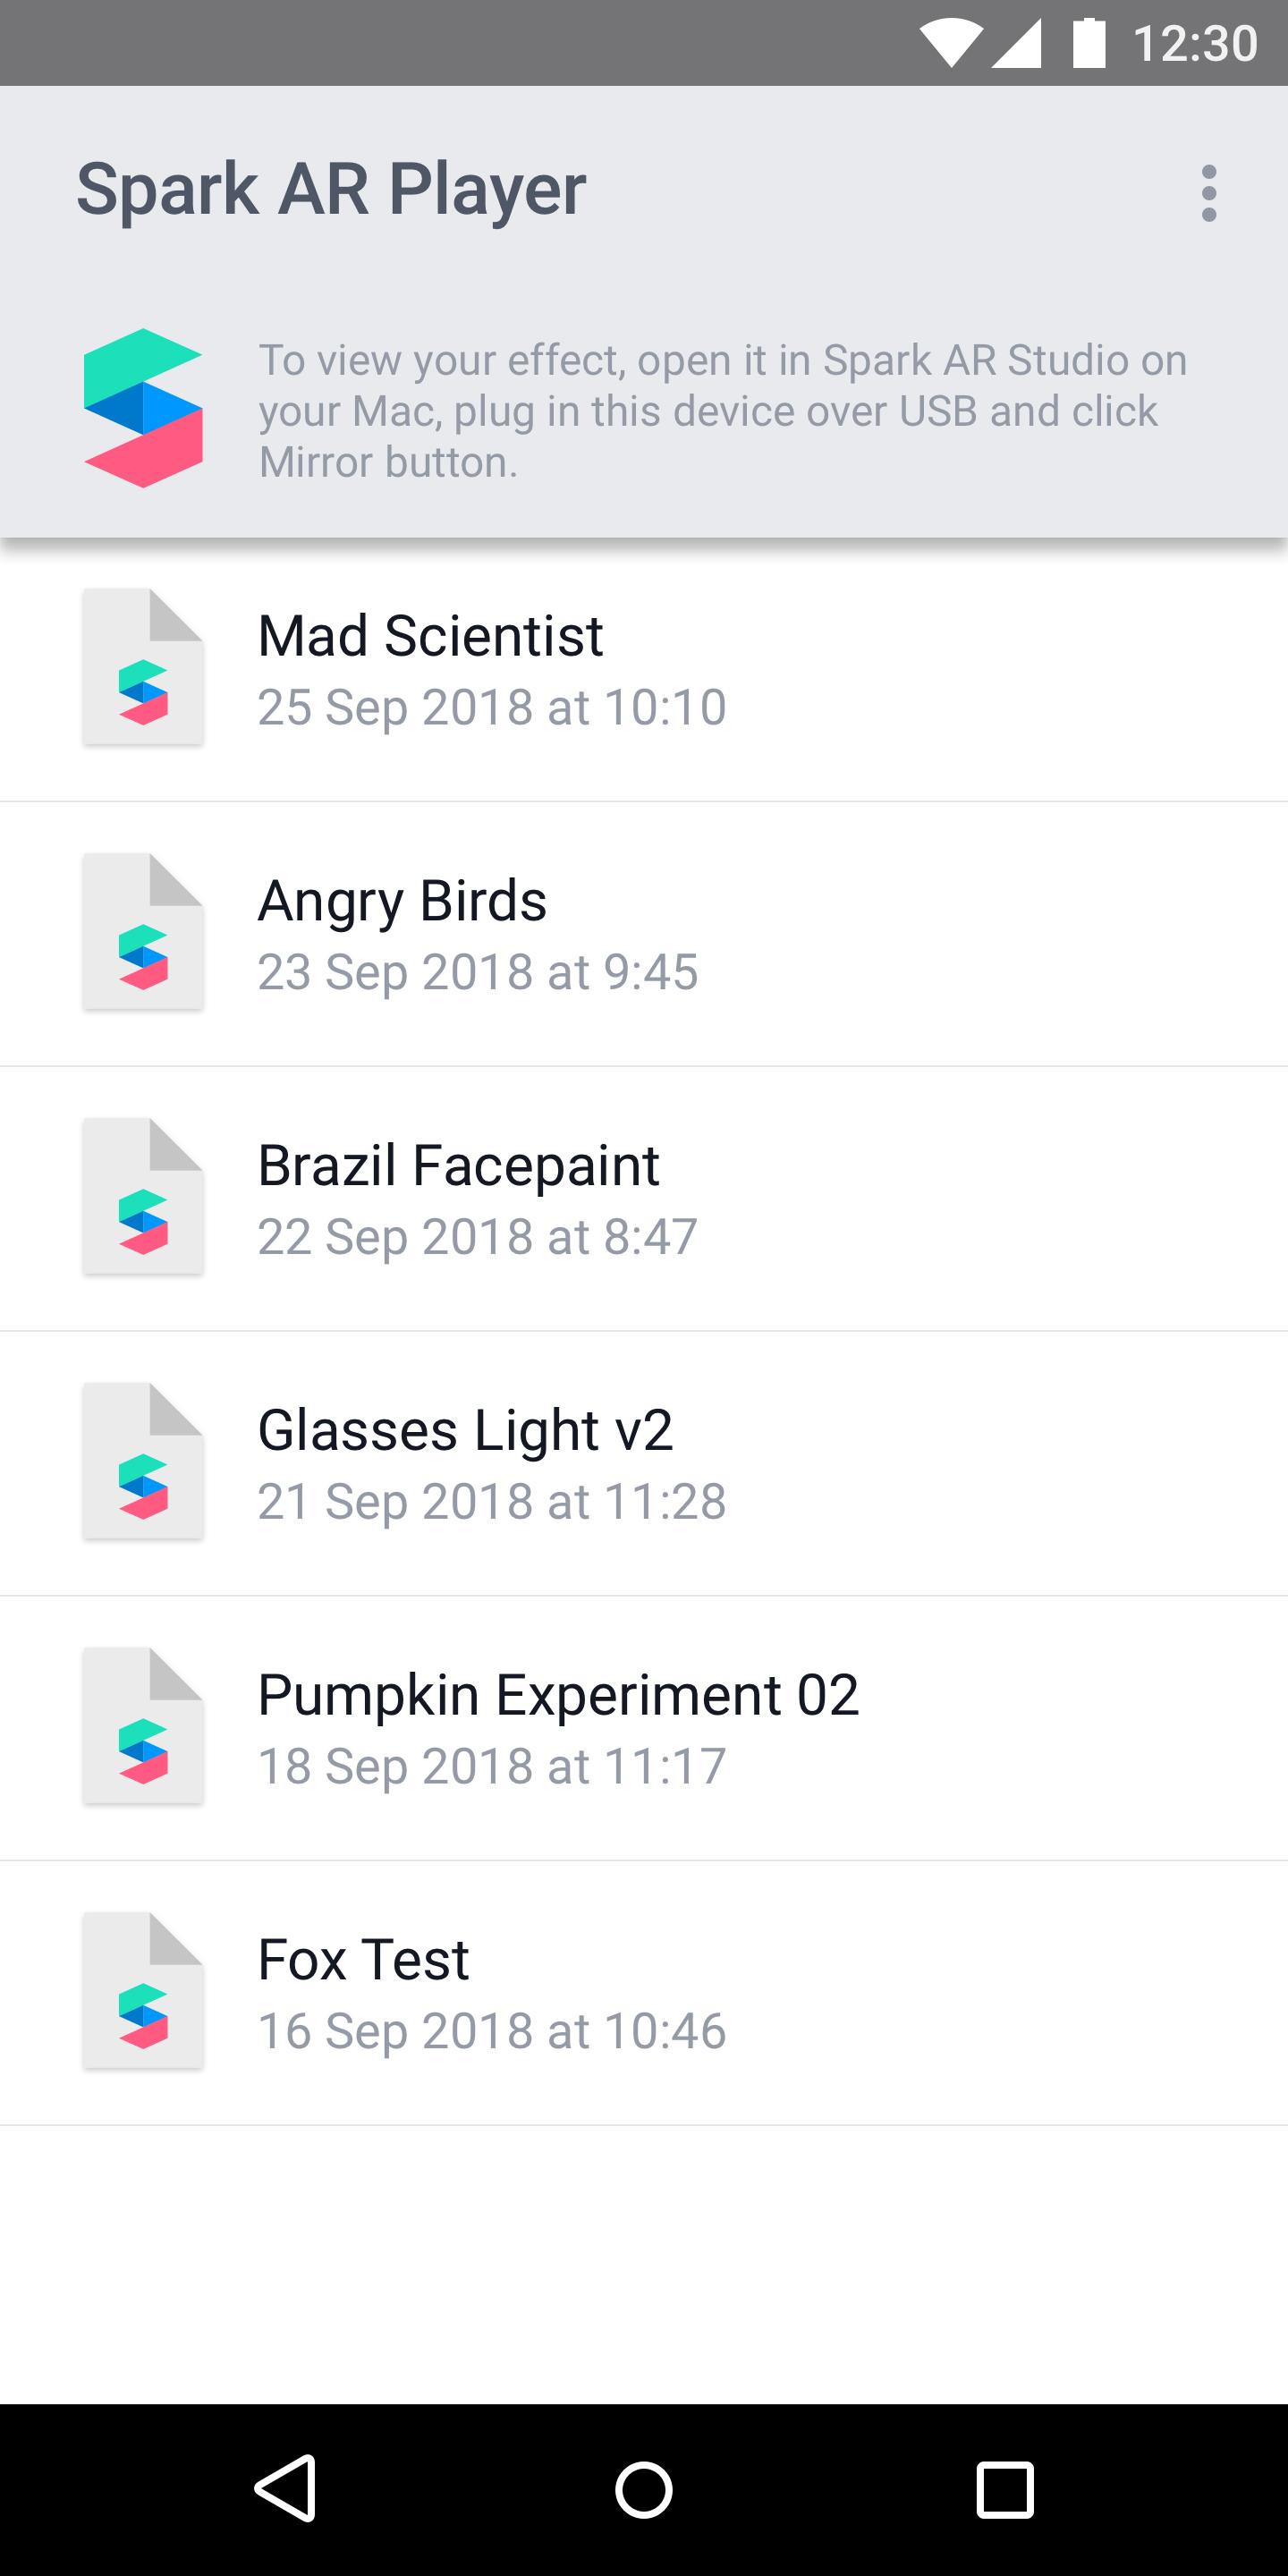 12:30
Spark AR Player
To view your effect, open it in Spark AR Studio on
your Mac, plug in this device over USB and click
Mirror button.
Mad Scientist
25 Sep 2018 at 10:10
Angry Birds
23 Sep 2018 at 9:45
Brazil Facepaint
22 Sep 2018 at 8:47
Glasses Light v2
21 Sep 2018 at 11:28
Pumpkin Experiment 02
18 Sep 2018 at 11:17
Fox Test
16 Sep 2018 at 10:46